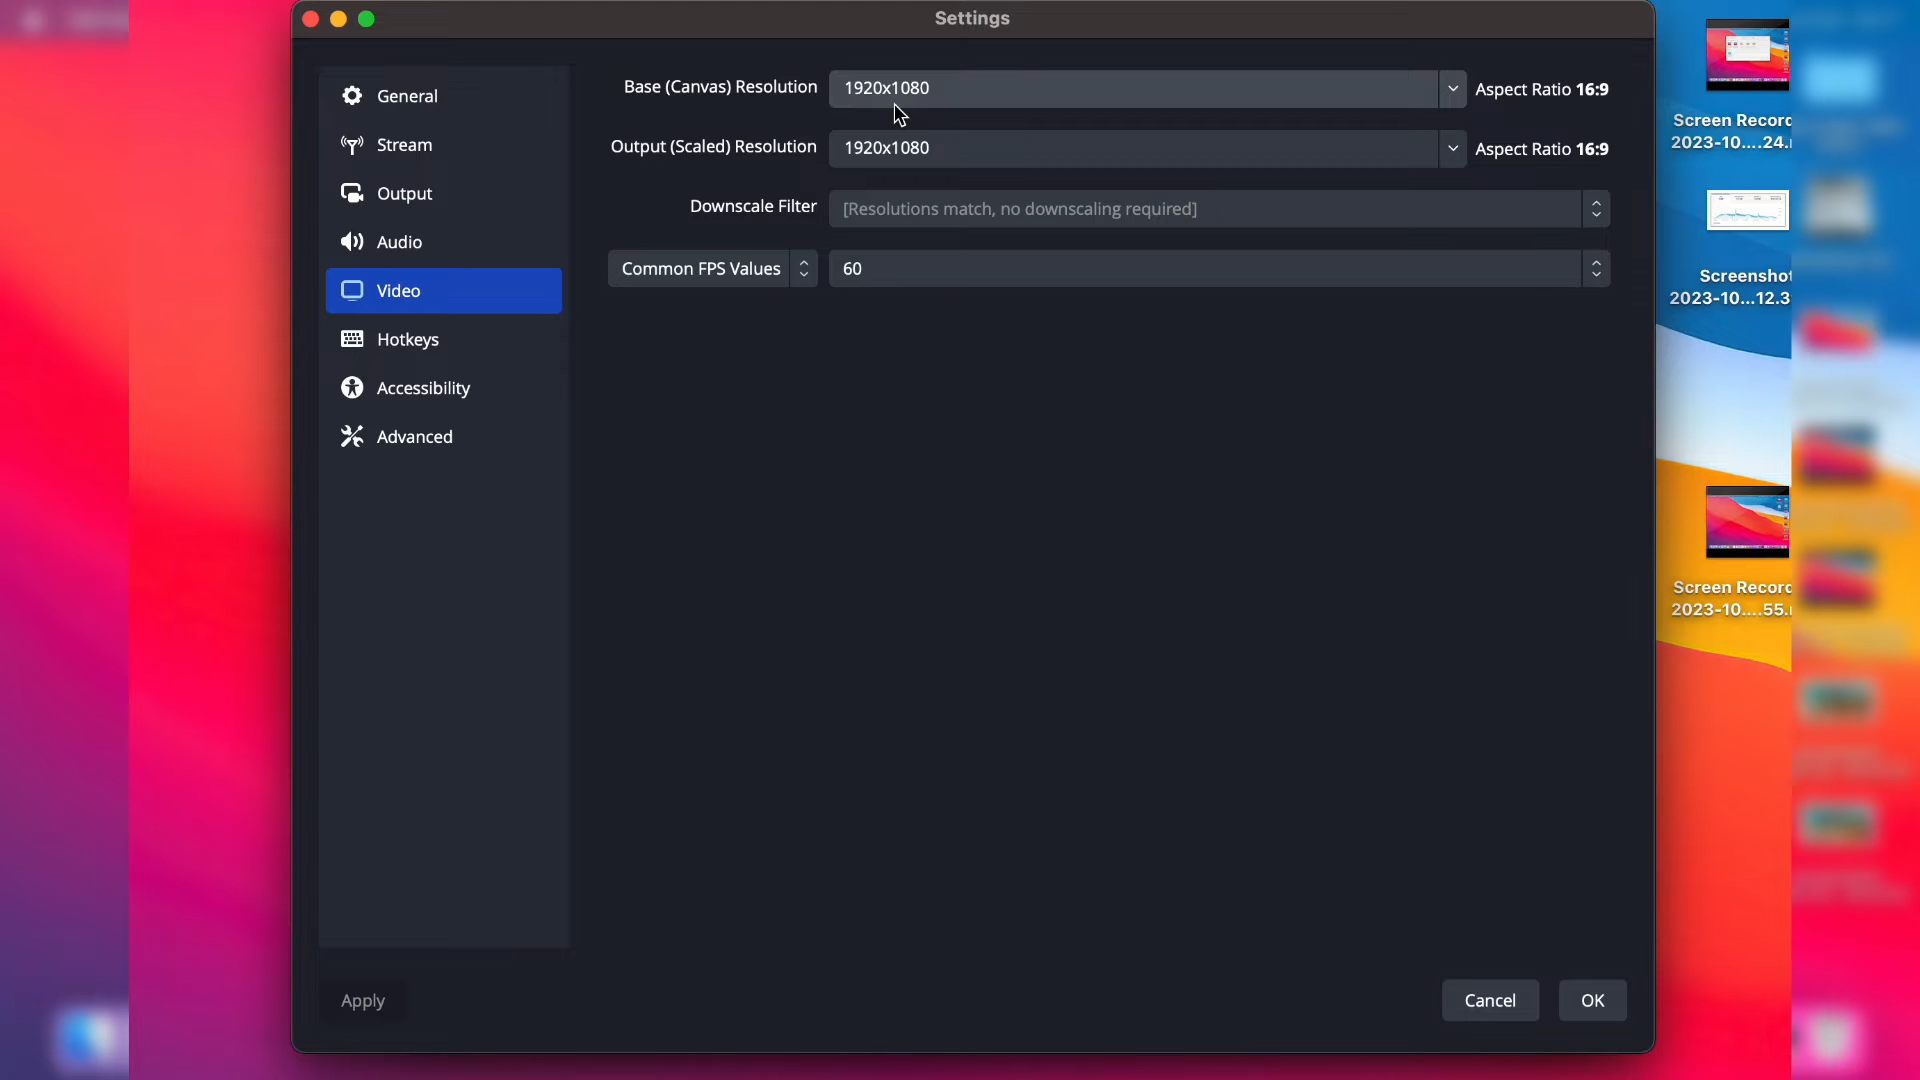 Settings
General
Stream
Output
Audio
Video
Hotkeys
Accessibility
Advanced
Base (Canvas) Resolution 1920x1080 Aspect Ratio 16:9
Output (Scaled) Resolution 1920x1080 Aspect Ratio 16:9
Downscale Filter [Resolutions match, no downscaling required]
Common FPS Values 60
Apply
Cancel
OK
Screen Recor
2023-10....24.
Screenshot
2023-10...12.3
Screen Recor
2023-10....55.